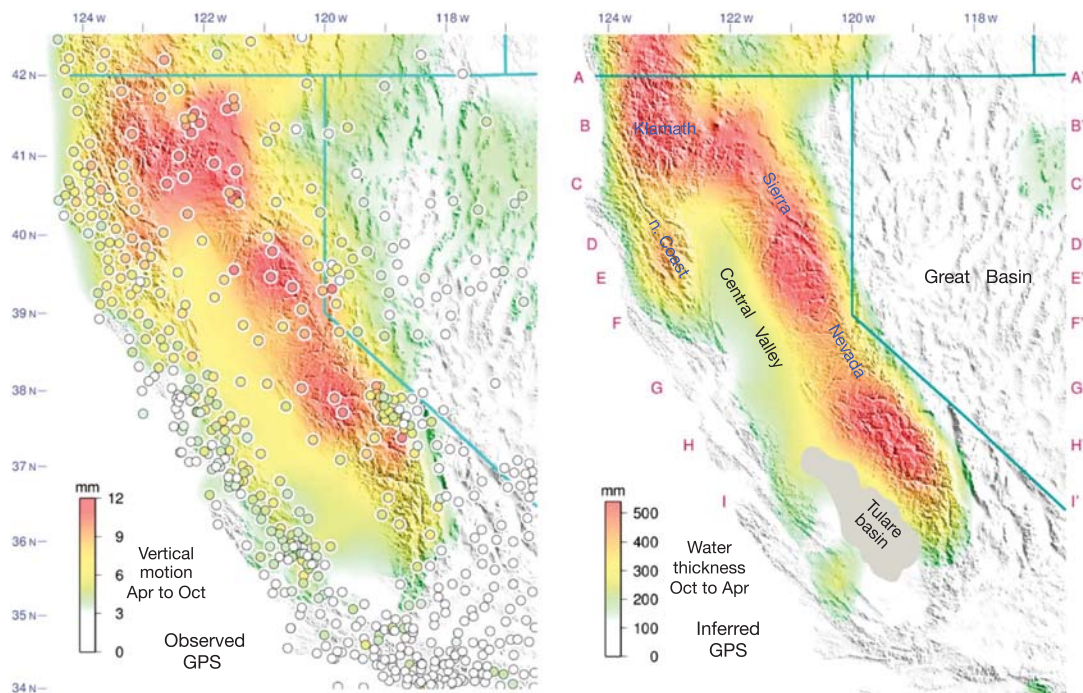 124 W 122 W 120 W 118 W
124 W 122 W 120 W 118 W
42 N
41 N
40 N
39 N
38 N
37 N
36 N
35 N
34 N
mm
12
9
6
3
0
Vertical
motion
Apr to Oct
Observed
GPS
A A'
B B'
C C'
D D'
E E'
F F'
G G'
H H'
I I'
Klamath
Sierra
n. Coast
Great Basin
Central Valley
Nevada
Tulare
basin
mm
500
400
300
200
100
0
Water
thickness
Oct to Apr
Inferred
GPS